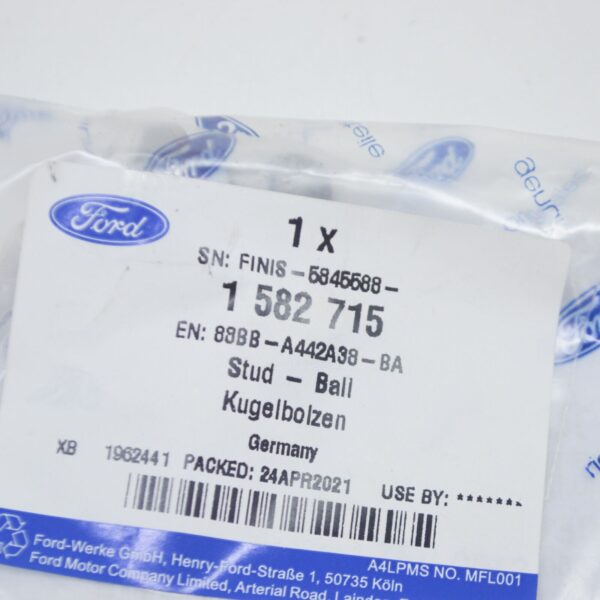 Ford
1 X
SN: FINIS-5845588-
1 582 715
EN: 88BB-A442A38-BA
Stud - Ball
Kugelbolzen
Germany
XB 1962441 PACKED: 24APR2021 USE BY: *******
A4LPMS NO. MFL001
Ford-Werke GmbH, Henry-Ford-Straße 1, 50735 Köln
Ford Motor Company Limited, Arterial Road,